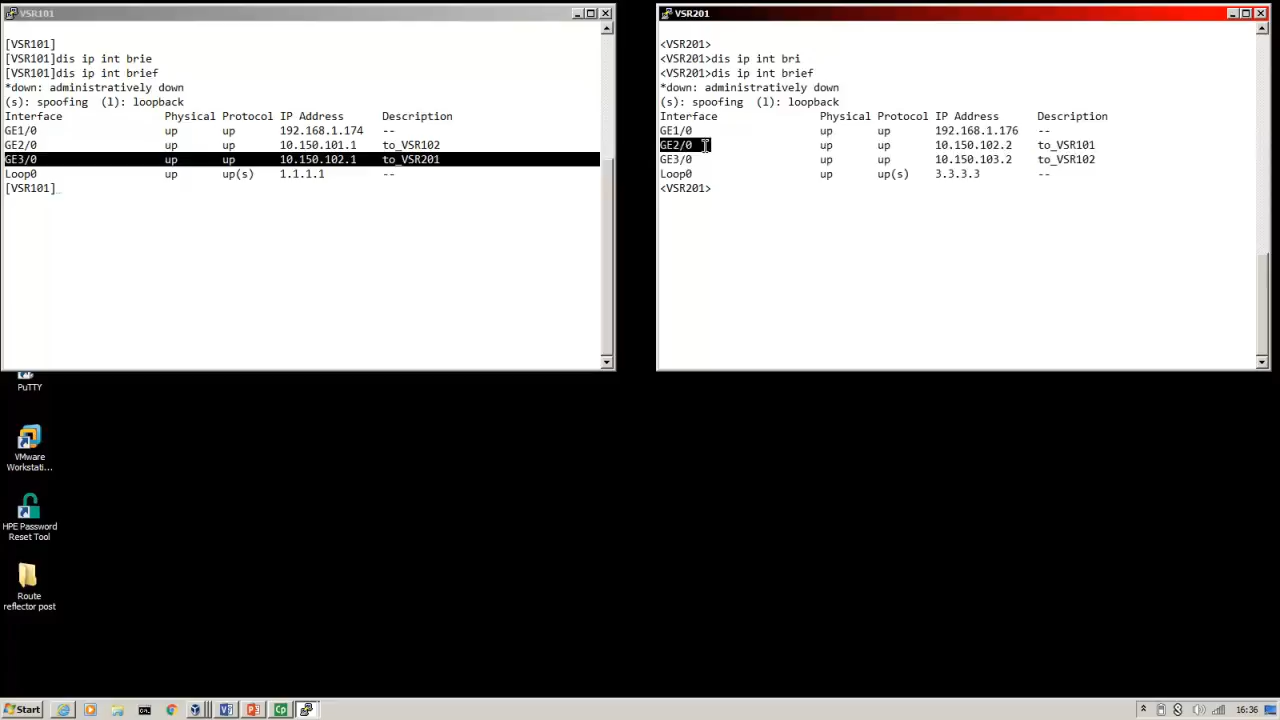 VSR101
[VSR101]
[VSR101]dis ip int brie
[VSR101]dis ip int brief
*down: administratively down
(s): spoofing  (l): loopback
Interface Physical Protocol IP Address Description
GE1/0 up up 192.168.1.174 --
GE2/0 up up 10.150.101.1 to_VSR102
GE3/0 up up 10.150.102.1 to_VSR201
Loop0 up up(s) 1.1.1.1 --
[VSR101]
VSR201
<VSR201>
<VSR201>dis ip int bri
<VSR201>dis ip int brief
*down: administratively down
(s): spoofing  (l): loopback
Interface Physical Protocol IP Address Description
GE1/0 up up 192.168.1.176 --
GE2/0 up up 10.150.102.2 to_VSR101
GE3/0 up up 10.150.103.2 to_VSR102
Loop0 up up(s) 3.3.3.3 --
<VSR201>
PuTTY
VMware
Workstati...
HPE Password
Reset Tool
Route
reflector post
Start
16:36